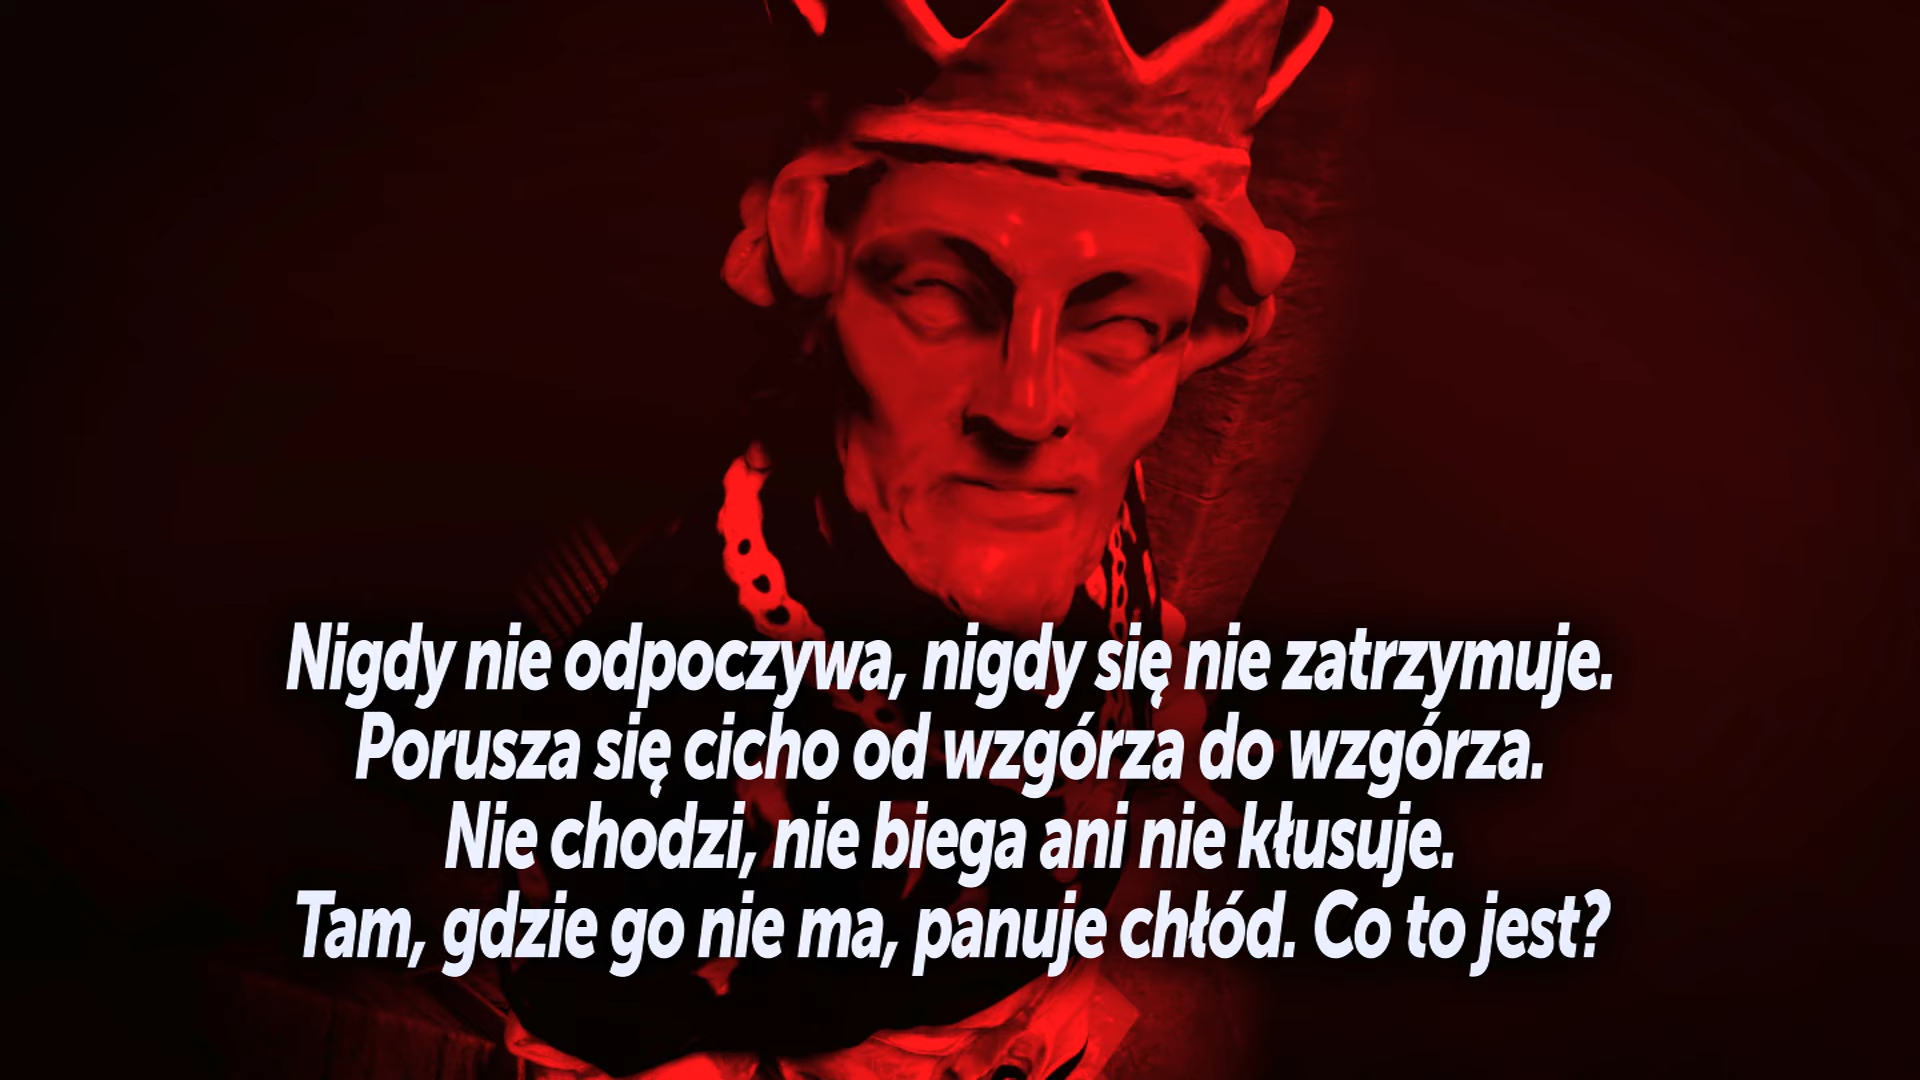 Nigdy nie odpoczywa, nigdy się nie zatrzymuje.
Porusza się cicho od wzgórza do wzgórza.
Nie chodzi, nie biega ani nie kłusuje.
Tam, gdzie go nie ma, panuje chłód. Co to jest?